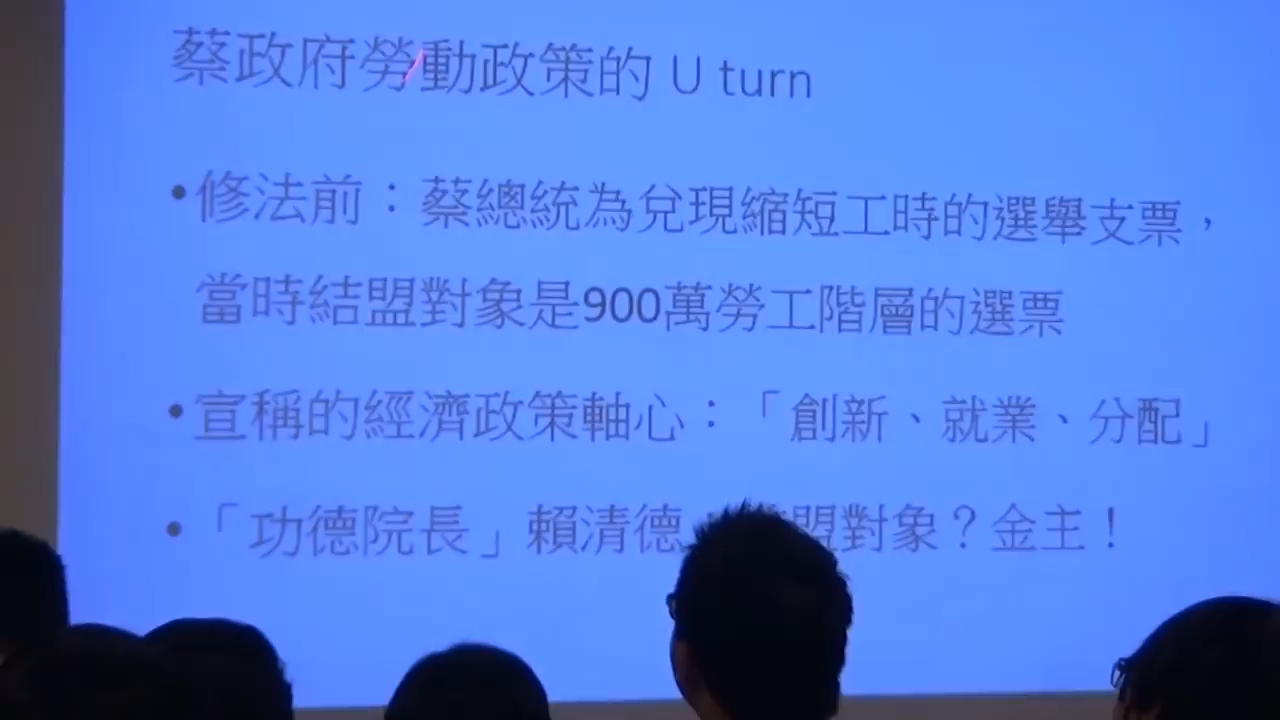 蔡政府勞動政策的 U turn
•修法前：蔡總統為兌現縮短工時的選舉支票，
當時結盟對象是900萬勞工階層的選票
•宣稱的經濟政策軸心：「創新、就業、分配」
•「功德院長」賴清德 盟對象？金主！